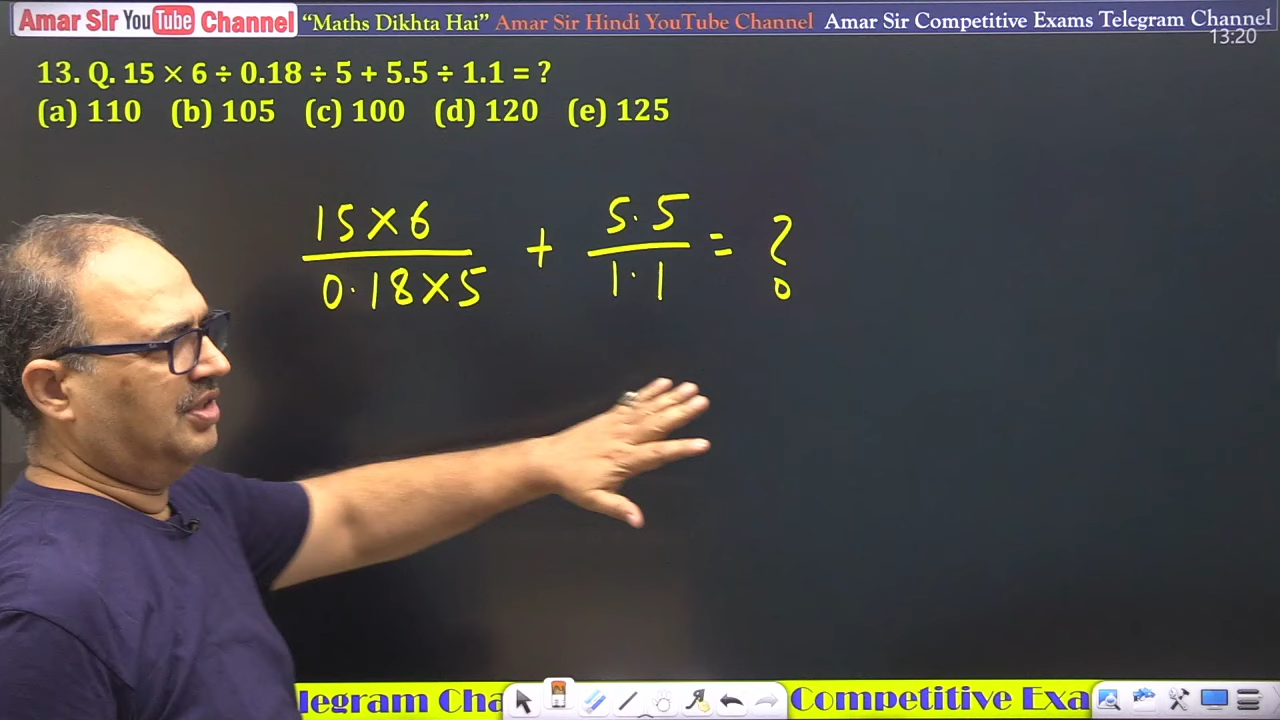 Amar Sir YouTube Channel "Maths Dikhta Hai" Amar Sir Hindi YouTube Channel Amar Sir Competitive Exams Telegram Channel
13:20
13. Q. 15 × 6 ÷ 0.18 ÷ 5 + 5.5 ÷ 1.1 = ?
(a) 110 (b) 105 (c) 100 (d) 120 (e) 125
15×6 5.5
+ = ?
0.18×5 1.1
legram Cha Competitive Exa